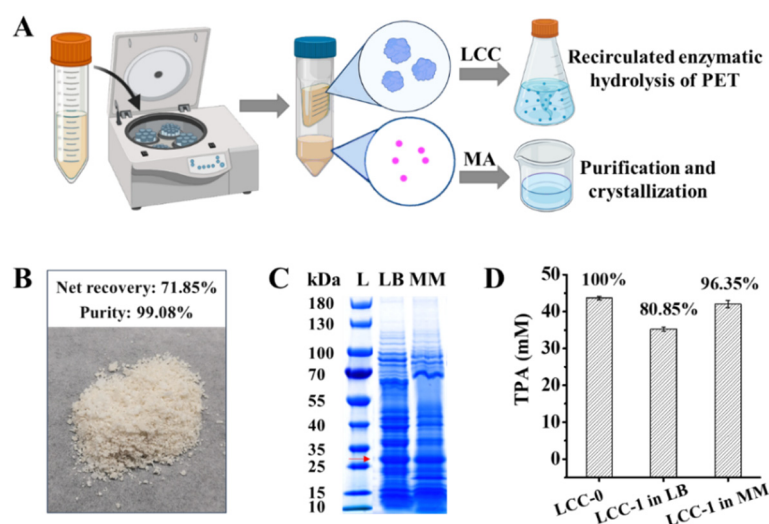 A
LCC
Recirculated enzymatic
hydrolysis of PET
MA
Purification and
crystallization
B
Net recovery: 71.85%
Purity: 99.08%
C
kDa L LB MM
180
130
100
70
55
40
35
25
15
10
D
TPA (mM)
50
40
30
20
10
0
100%
80.85%
96.35%
LCC-0
LCC-1 in LB
LCC-1 in MM